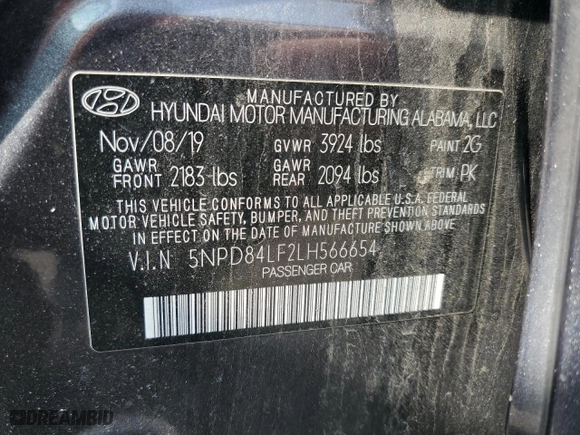 MANUFACTURED BY
HYUNDAI MOTOR MANUFACTURING ALABAMA, LLC
Nov/08/19 GVWR 3924 lbs PAINT 2G
GAWR FRONT 2183 lbs GAWR REAR 2094 lbs TRIM PK
THIS VEHICLE CONFORMS TO ALL APPLICABLE U.S.A. FEDERAL
MOTOR VEHICLE SAFETY, BUMPER, AND THEFT PREVENTION STANDARDS
IN EFFECT ON THE DATE OF MANUFACTURE SHOWN ABOVE.
V.I.N 5NPD84LF2LH566654
PASSENGER CAR
DREAMBID